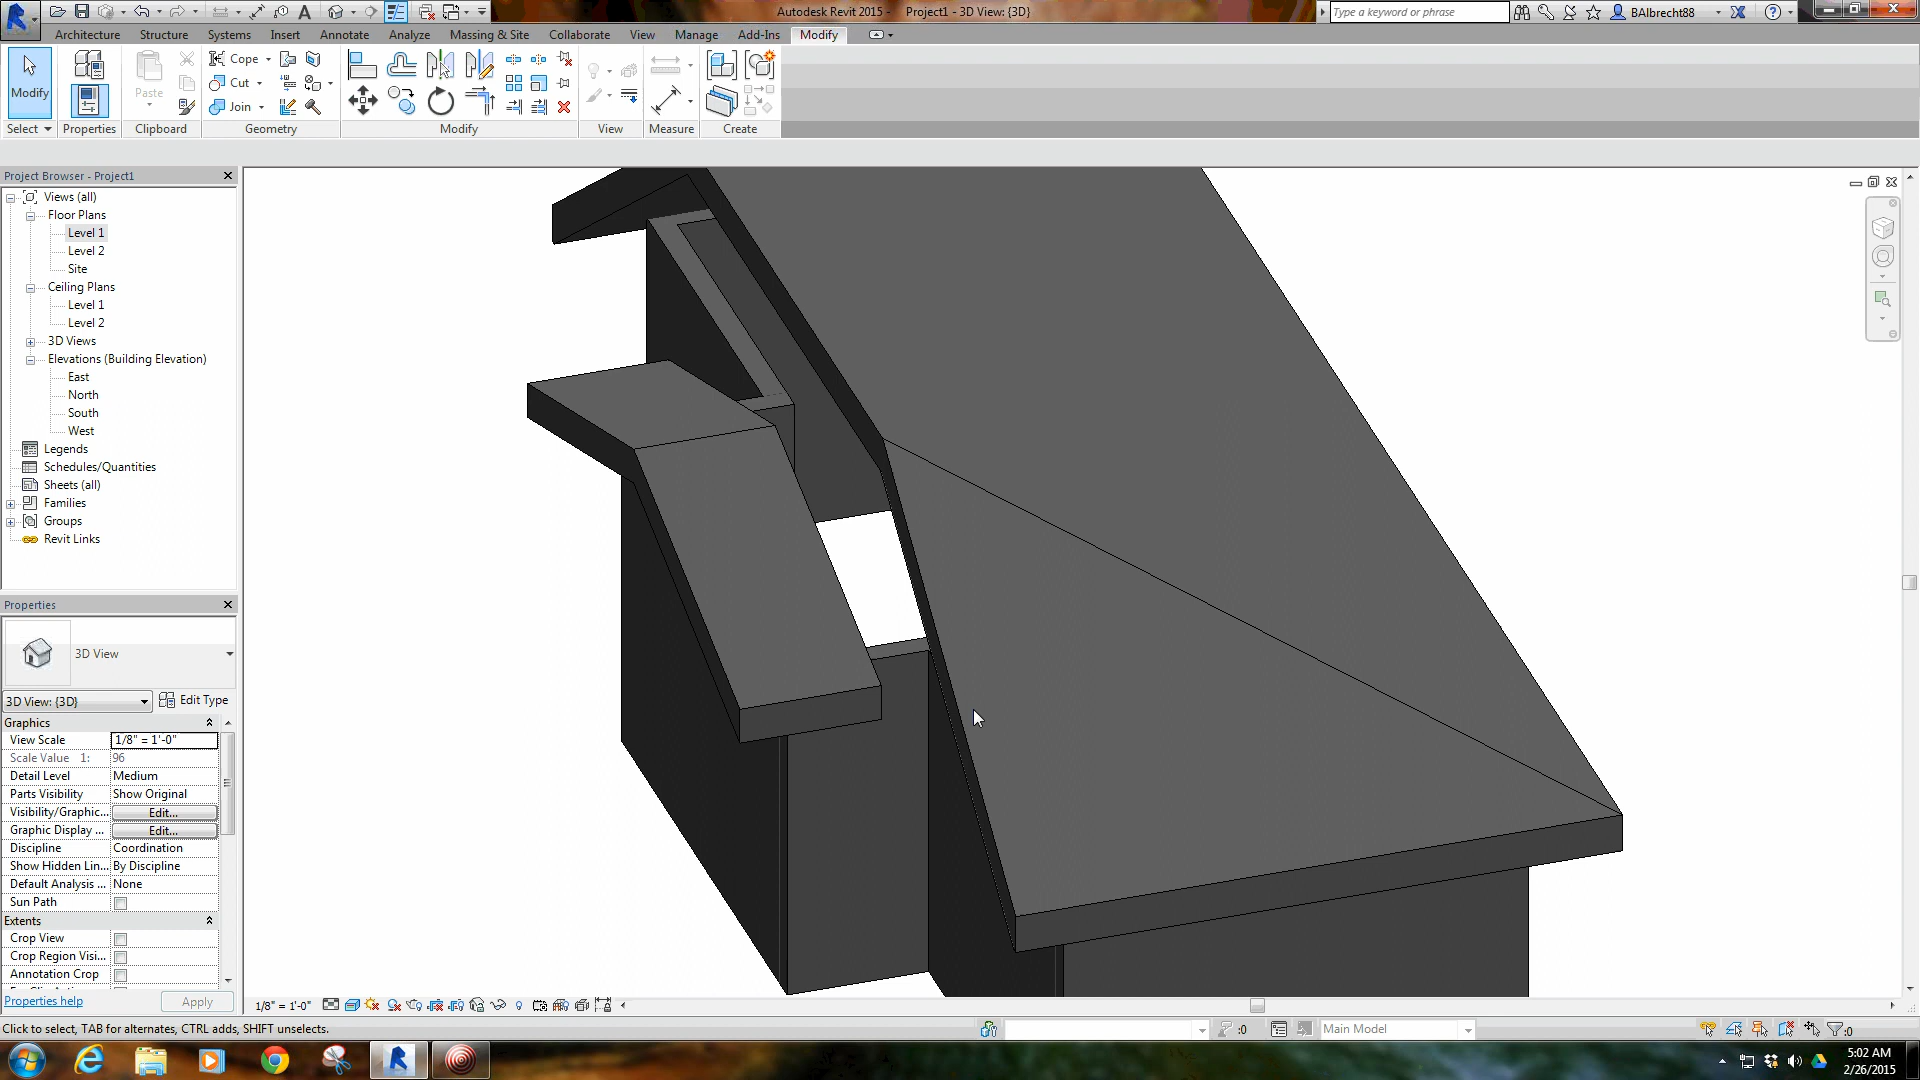 Autodesk Revit 2015 - Project1 - 3D View: {3D}
Type a keyword or phrase
BAlbrecht88
Architecture Structure Systems Insert Annotate Analyze Massing & Site Collaborate View Manage Add-Ins Modify
Modify
Cope
Cut
Join
Paste
Select Properties Clipboard Geometry Modify View Measure Create
Project Browser - Project1
Views (all)
Floor Plans
Level 1
Level 2
Site
Ceiling Plans
Level 1
Level 2
3D Views
Elevations (Building Elevation)
East
North
South
West
Legends
Schedules/Quantities
Sheets (all)
Families
Groups
Revit Links
Properties
3D View
3D View: {3D} Edit Type
Graphics
View Scale 1/8" = 1'-0"
Scale Value 1: 96
Detail Level Medium
Parts Visibility Show Original
Visibility/Graphic... Edit...
Graphic Display ... Edit...
Discipline Coordination
Show Hidden Lin... By Discipline
Default Analysis ... None
Sun Path
Extents
Crop View
Crop Region Visi...
Annotation Crop
Properties help Apply
1/8" = 1'-0"
Click to select, TAB for alternates, CTRL adds, SHIFT unselects.
:0
Main Model
:0
5:02 AM
2/26/2015